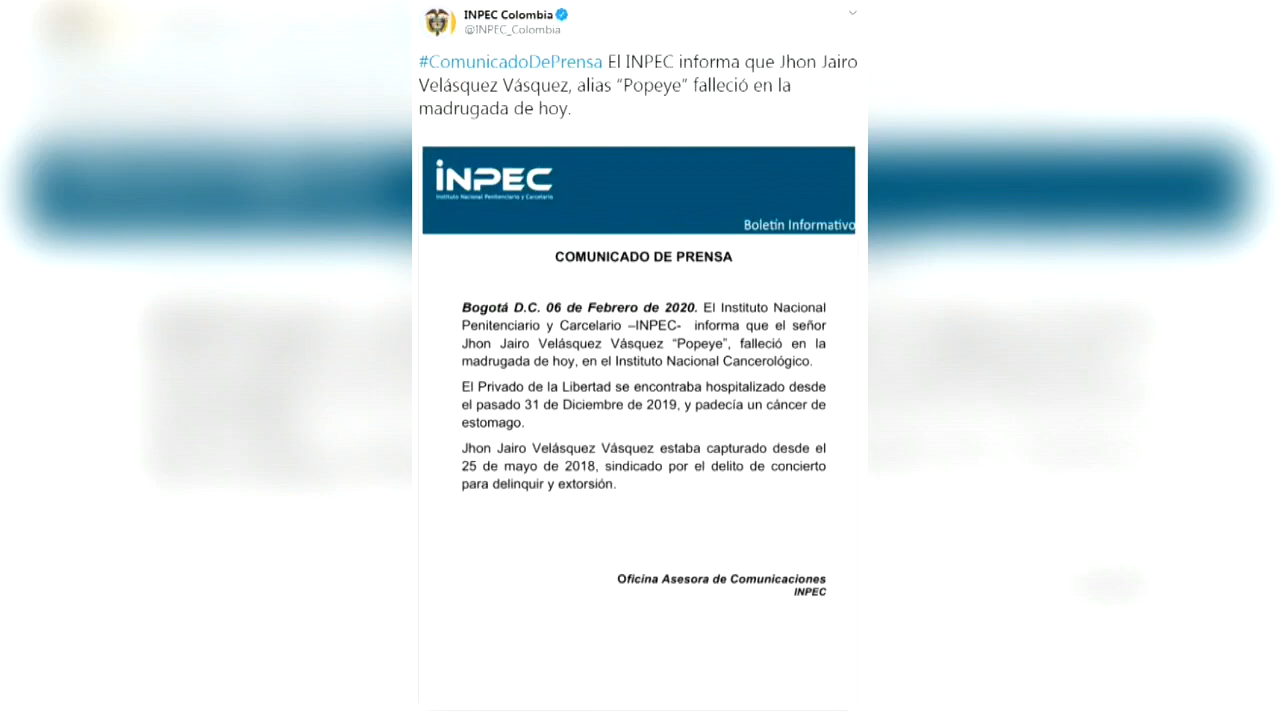 INPEC Colombia
@INPEC_Colombia
#ComunicadoDePrensa El INPEC informa que Jhon Jairo
Velásquez Vásquez, alias “Popeye” falleció en la
madrugada de hoy.
INPEC
Instituto Nacional Penitenciario y Carcelario
Boletín Informativo
COMUNICADO DE PRENSA
Bogotá D.C. 06 de Febrero de 2020. El Instituto Nacional
Penitenciario y Carcelario –INPEC- informa que el señor
Jhon Jairo Velásquez Vásquez “Popeye”, falleció en la
madrugada de hoy, en el Instituto Nacional Cancerológico.
El Privado de la Libertad se encontraba hospitalizado desde
el pasado 31 de Diciembre de 2019, y padecía un cáncer de
estomago.
Jhon Jairo Velásquez Vásquez estaba capturado desde el
25 de mayo de 2018, sindicado por el delito de concierto
para delinquir y extorsión.
Oficina Asesora de Comunicaciones
INPEC